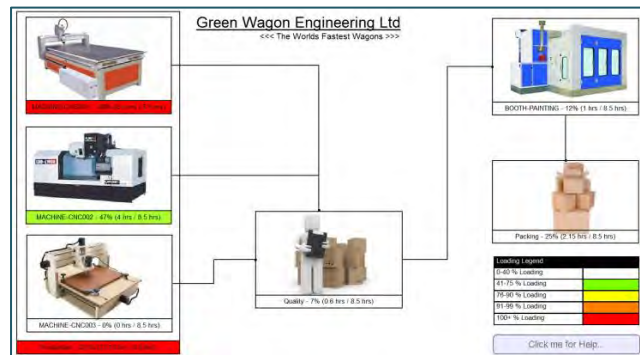 Green Wagon Engineering Ltd
<<< The Worlds Fastest Wagons >>>
MACHINE-CNC002 - 47% (4 hrs / 8.5 hrs)
MACHINE-CNC003 - 0% (0 hrs / 8.5 hrs)
Quality - 7% (0.6 hrs / 8.5 hrs)
BOOTH-PAINTING - 12% (1 hrs / 8.5 hrs)
Packing - 25% (2.15 hrs / 8.5 hrs)
Loading Legend
0-40 % Loading
41-75 % Loading
76-90 % Loading
91-99 % Loading
100+ % Loading
Click me for Help...